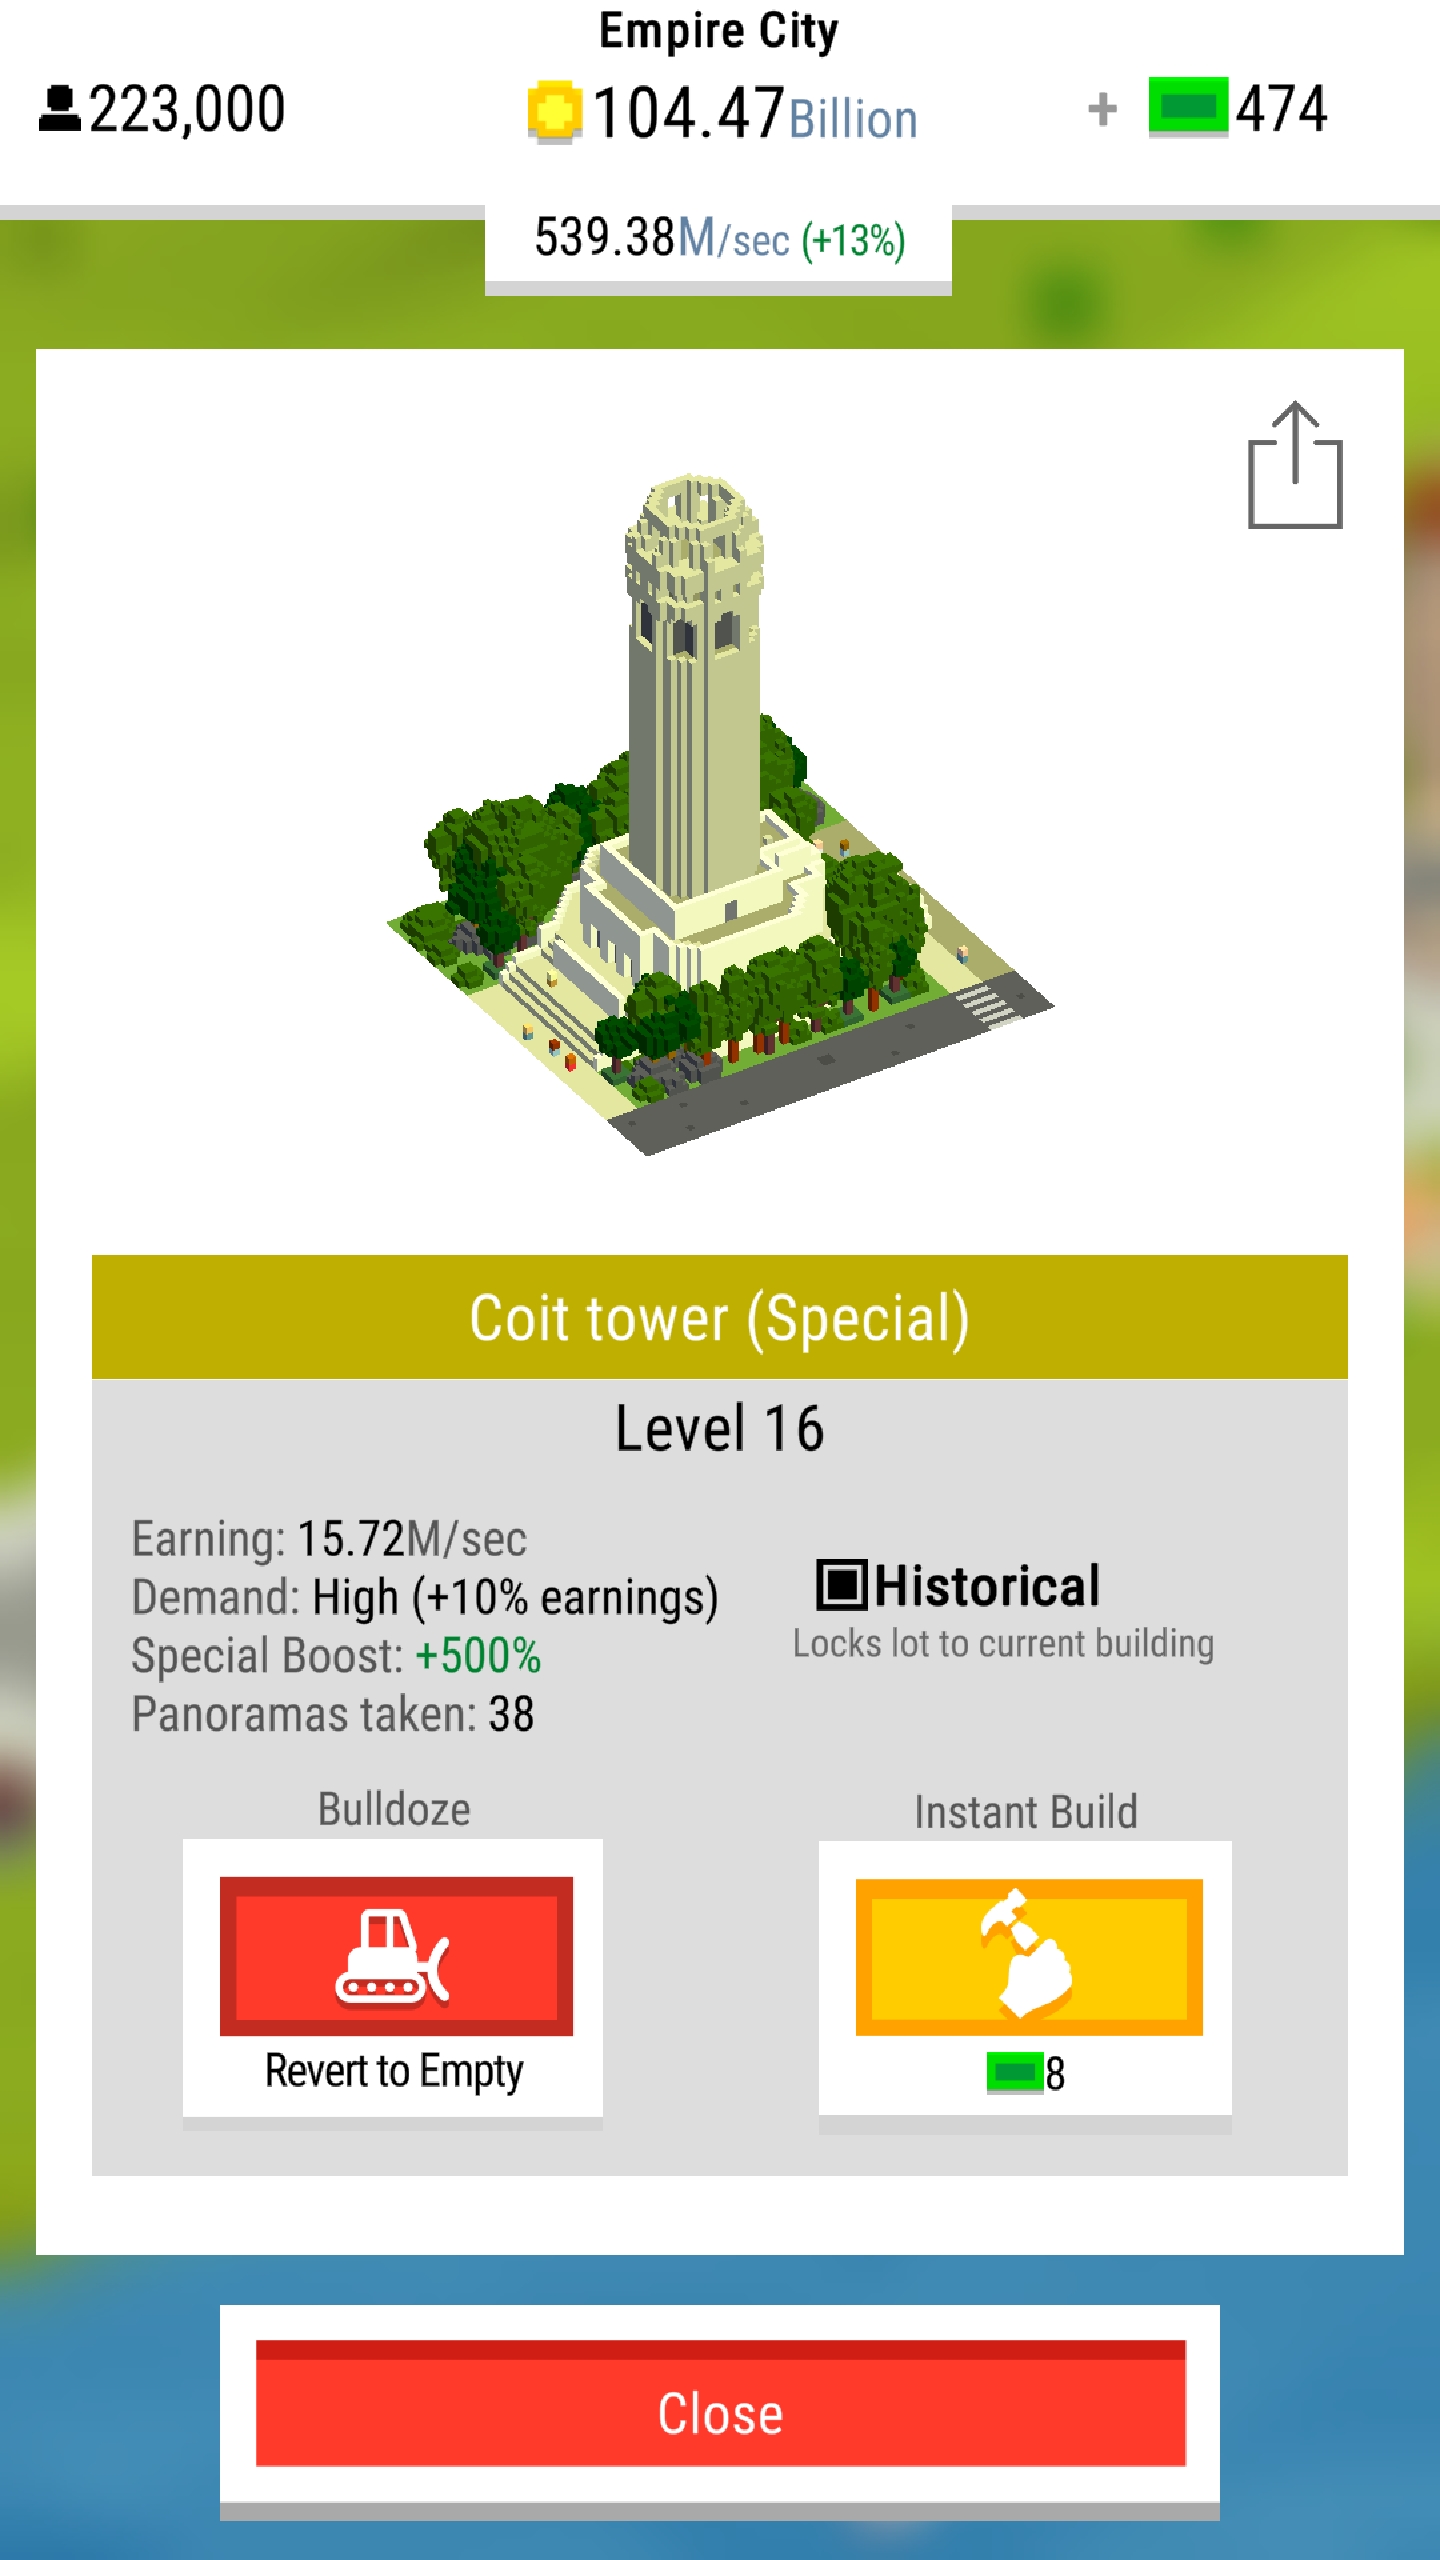 Empire City
223,000
104.47Billion
+ 474
539.38M/sec (+13%)
Coit tower (Special)
Level 16
Earning: 15.72M/sec
Demand: High (+10% earnings)
Special Boost: +500%
Panoramas taken: 38
Historical
Locks lot to current building
Bulldoze
Revert to Empty
Instant Build
8
Close